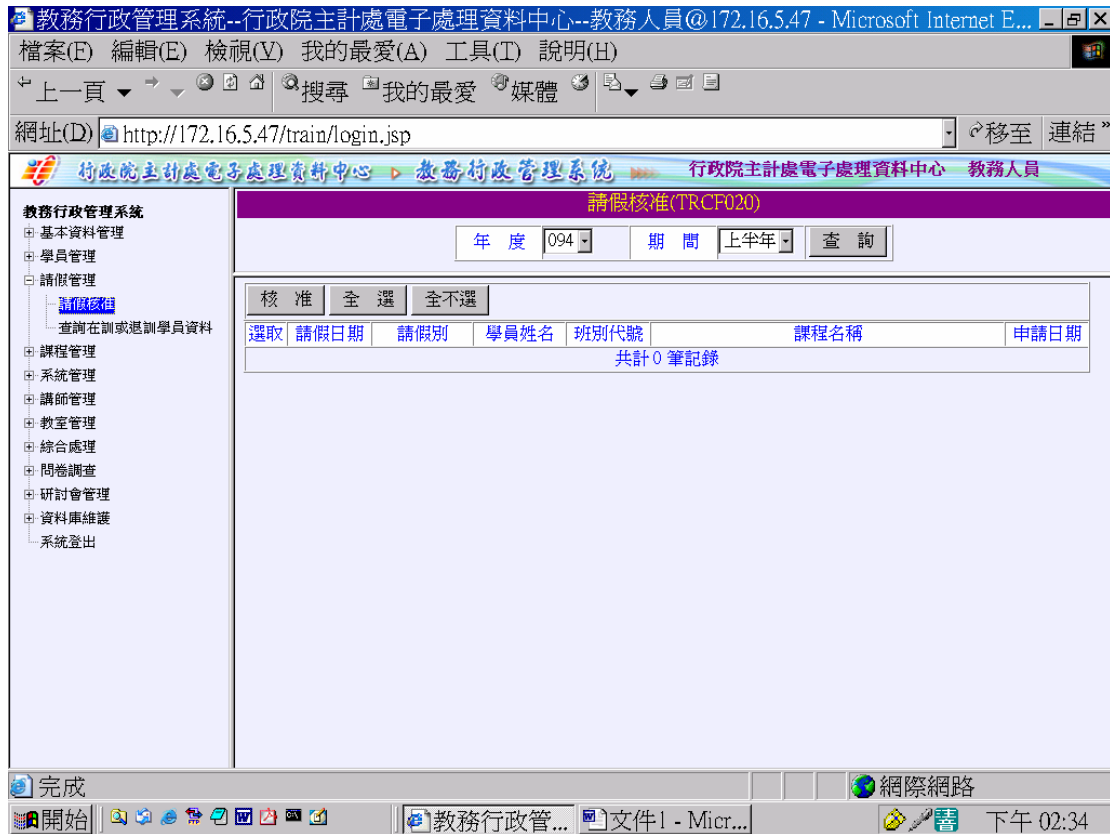 教務行政管理系統--行政院主計處電子處理資料中心--教務人員@172.16.5.47 - Microsoft Internet E...
檔案(F) 編輯(E) 檢視(V) 我的最愛(A) 工具(T) 說明(H)
上一頁 搜尋 我的最愛 媒體
網址(D) http://172.16.5.47/train/login.jsp 移至 連結 »
行政院主計處電子處理資料中心 教務行政管理系統 行政院主計處電子處理資料中心 教務人員
教務行政管理系統
基本資料管理
學員管理
請假管理
請假核准
查詢在訓或退訓學員資料
課程管理
系統管理
講師管理
教室管理
綜合處理
問卷調查
研討會管理
資料庫維護
系統登出
請假核准(TRCF020)
年 度 094 期 間 上半年 查 詢
核 准 全 選 全不選
選取 請假日期 請假別 學員姓名 班別代號 課程名稱 申請日期
共計 0 筆記錄
完成 網際網路
開始 教務行政管... 文件1 - Micr... 下午 02:34